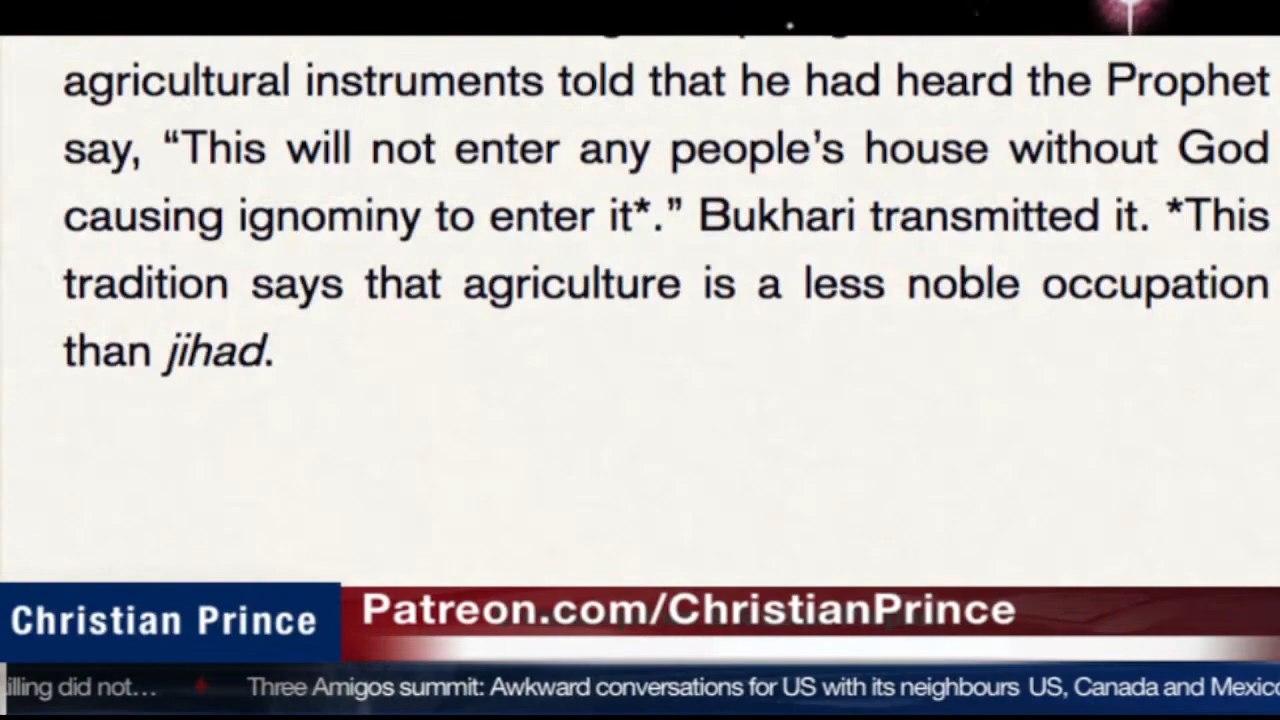 agricultural instruments told that he had heard the Prophet
say, “This will not enter any people’s house without God
causing ignominy to enter it*.” Bukhari transmitted it. *This
tradition says that agriculture is a less noble occupation
than jihad.
Christian Prince
Patreon.com/ChristianPrince
did not... Three Amigos summit: Awkward conversations for US with its neighbours US, Canada and